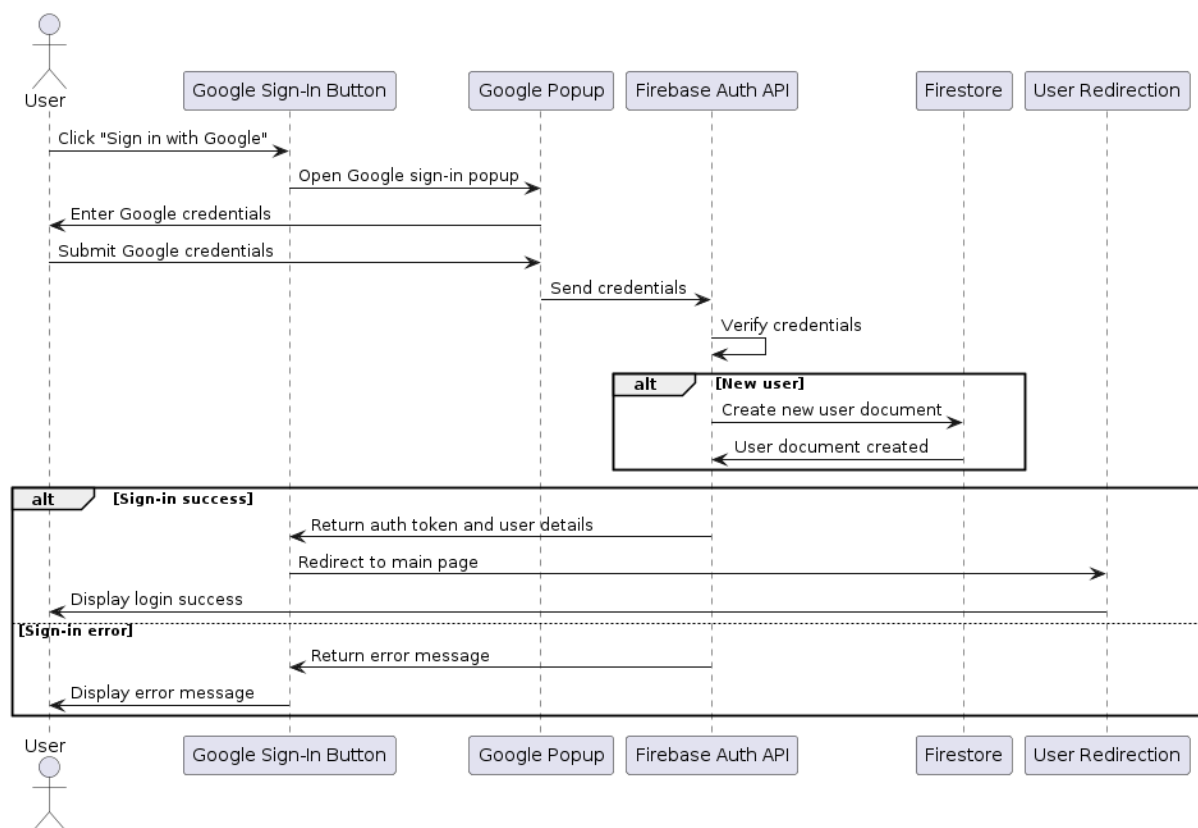 User
Google Sign-In Button
Google Popup
Firebase Auth API
Firestore
User Redirection
Click "Sign in with Google"
Open Google sign-in popup
Enter Google credentials
Submit Google credentials
Send credentials
Verify credentials
alt
[New user]
Create new user document
User document created
alt
[Sign-in success]
Return auth token and user details
Redirect to main page
Display login success
[Sign-in error]
Return error message
Display error message
User
Google Sign-In Button
Google Popup
Firebase Auth API
Firestore
User Redirection